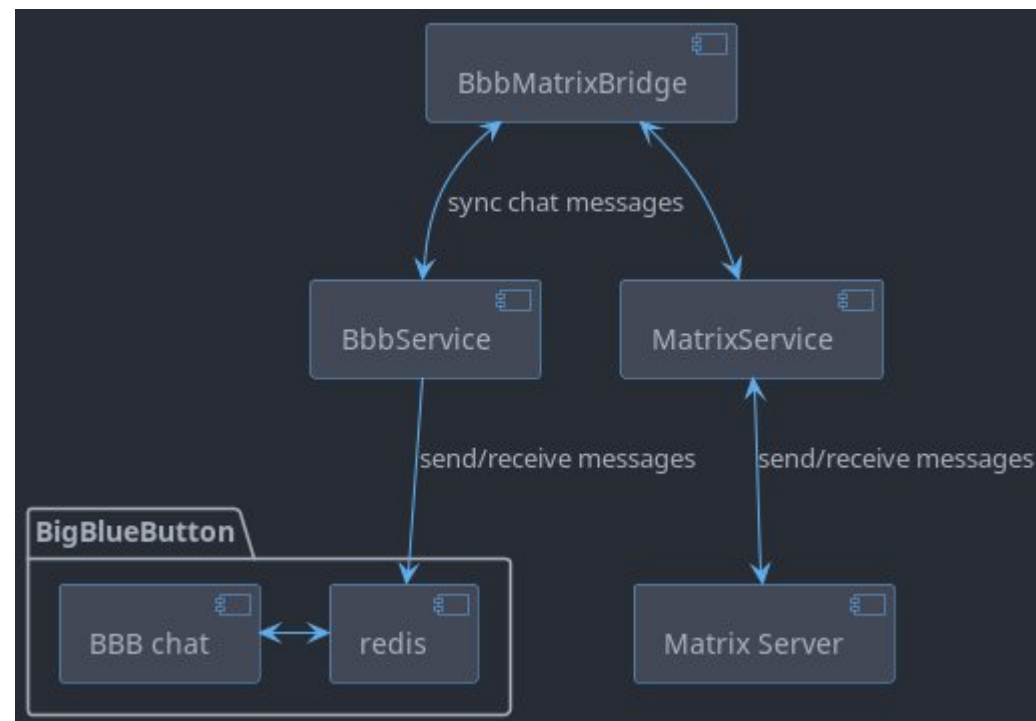 BbbMatrixBridge
sync chat messages
BbbService
MatrixService
send/receive messages
send/receive messages
BigBlueButton
BBB chat
redis
Matrix Server